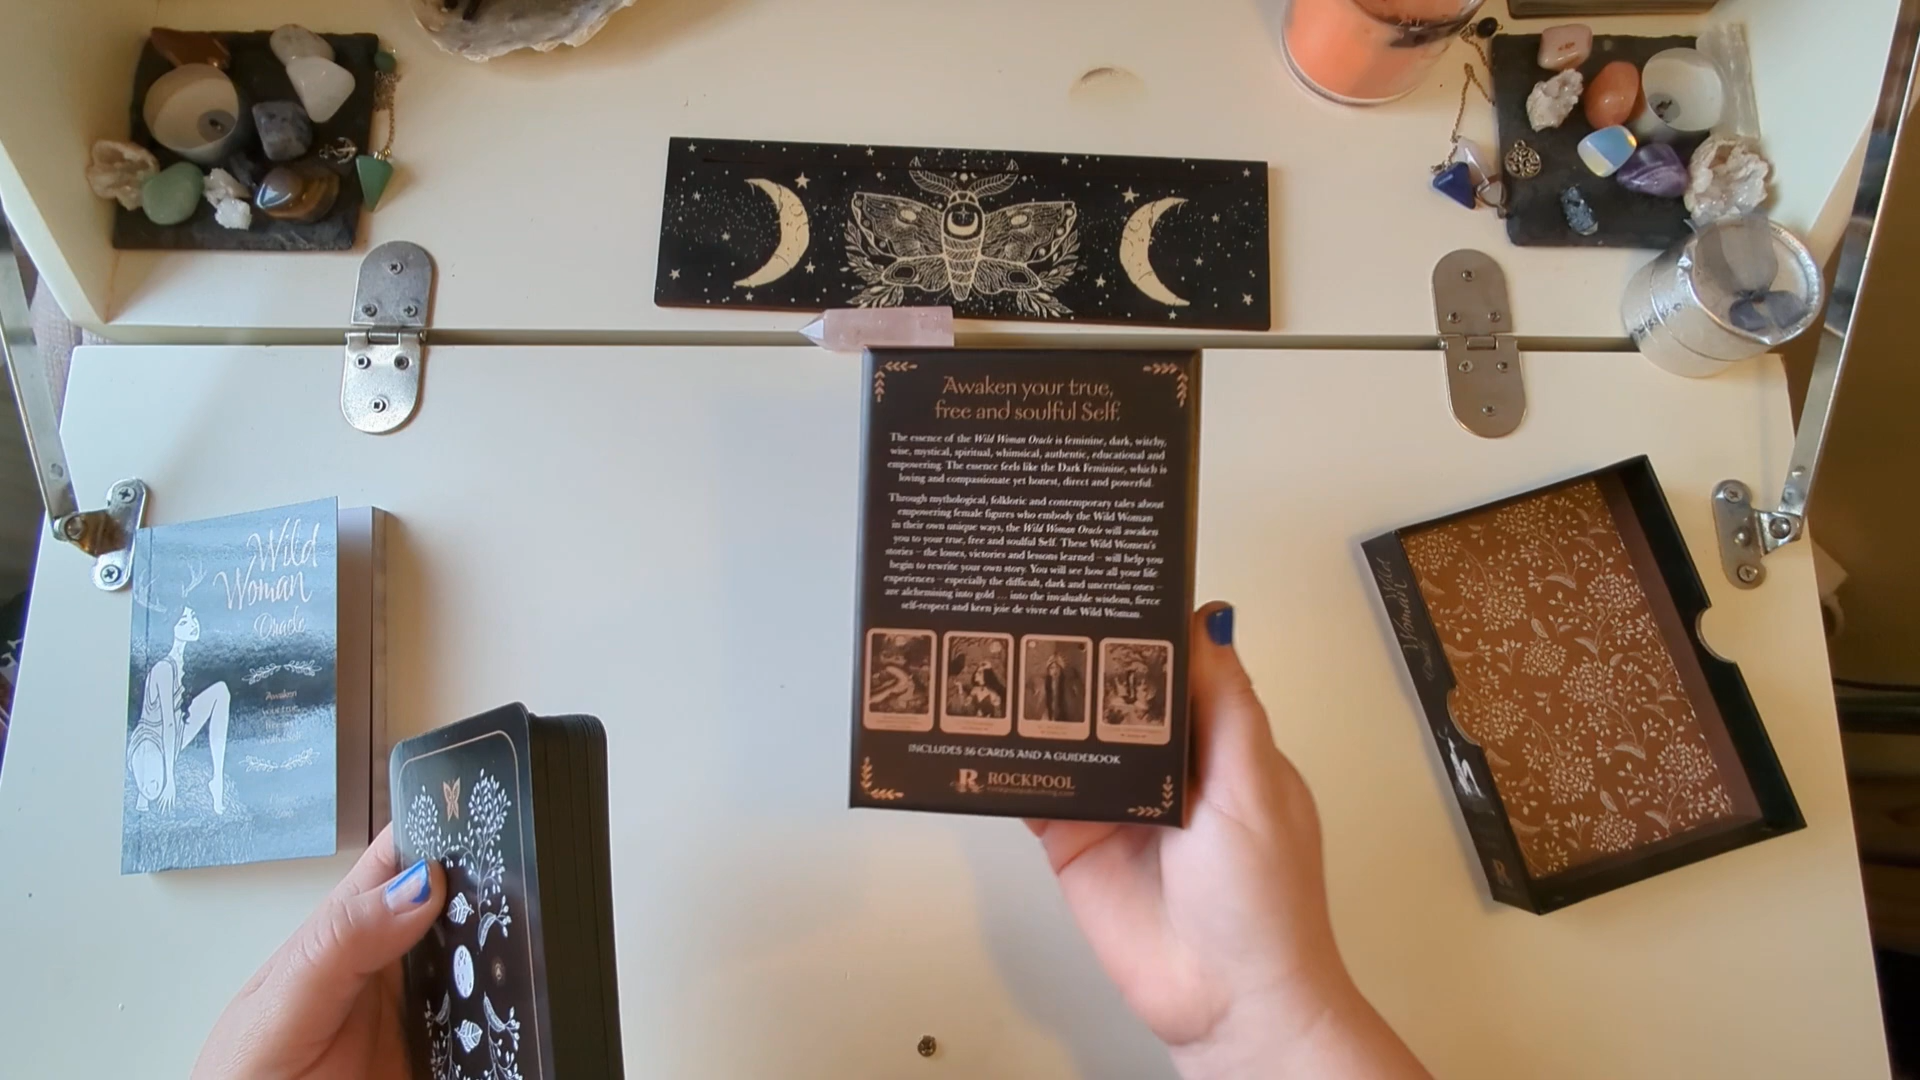 Awaken your true,
free and soulful Self.
The essence of the Wild Woman Oracle is feminine, dark, witchy,
wise, mystical, spiritual, whimsical, authentic, educational and
empowering. The essence feels like the Dark Feminine, which is
loving and compassionate yet honest, direct and powerful.
Through mythological, folkloric and contemporary tales about
empowering female figures who embody the Wild Woman
in their own unique ways, the Wild Woman Oracle will awaken
you to your true, free and soulful Self. These Wild Women's
stories – the losses, victories and lessons learned – will help you
begin to rewrite your own story. You will see how all your life
experiences – especially the difficult, dark and uncertain ones –
are alchemising into gold ... into the invaluable wisdom, fierce
self-respect and keen joie de vivre of the Wild Woman.
INCLUDES 36 CARDS AND A GUIDEBOOK
R ROCKPOOL
Wild
Woman
Oracle
Awaken
your true,
soulful Self
Wild
Woman
Oracle
R